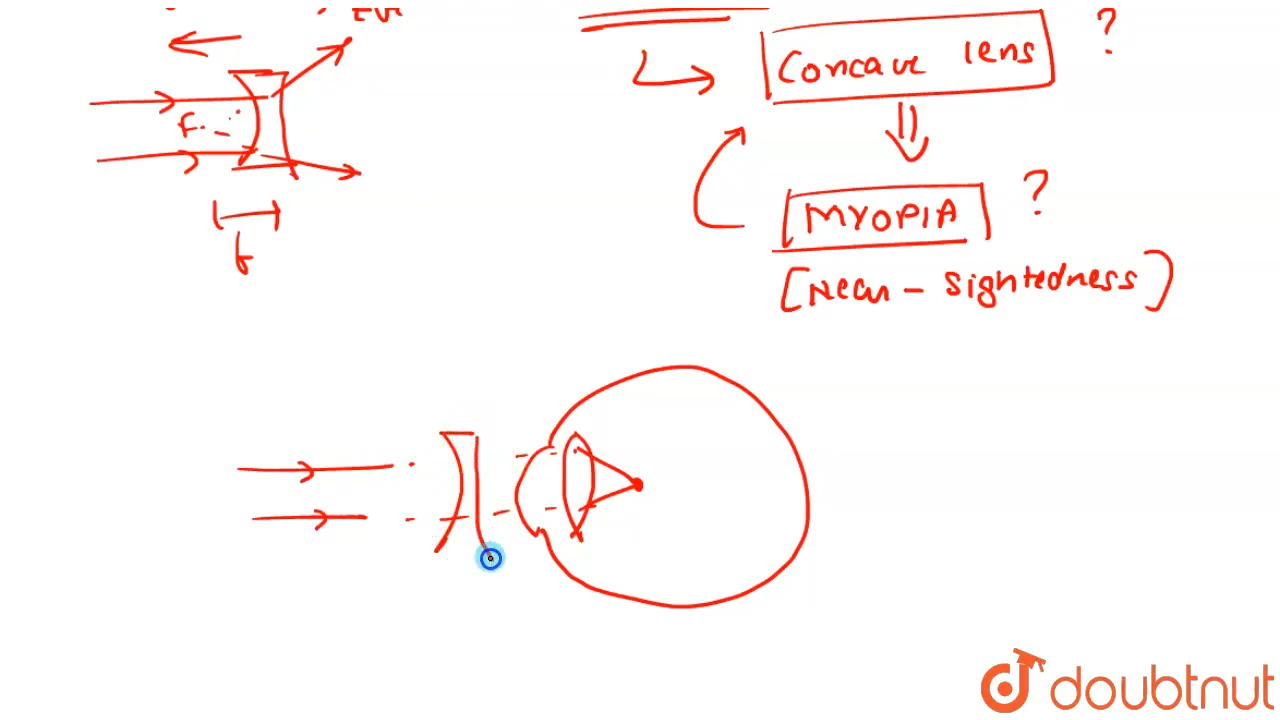 ?
Concave lens
F
f
MYOPIA ?
[Near - sightedness]
doubtnut